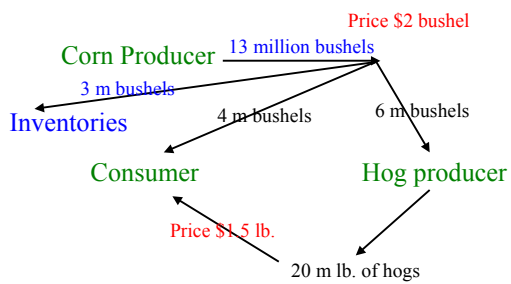 Price $2 bushel
13 million bushels
Corn Producer
3 m bushels
4 m bushels
6 m bushels
Inventories
Consumer
Hog producer
Price $1.5 lb.
20 m lb. of hogs